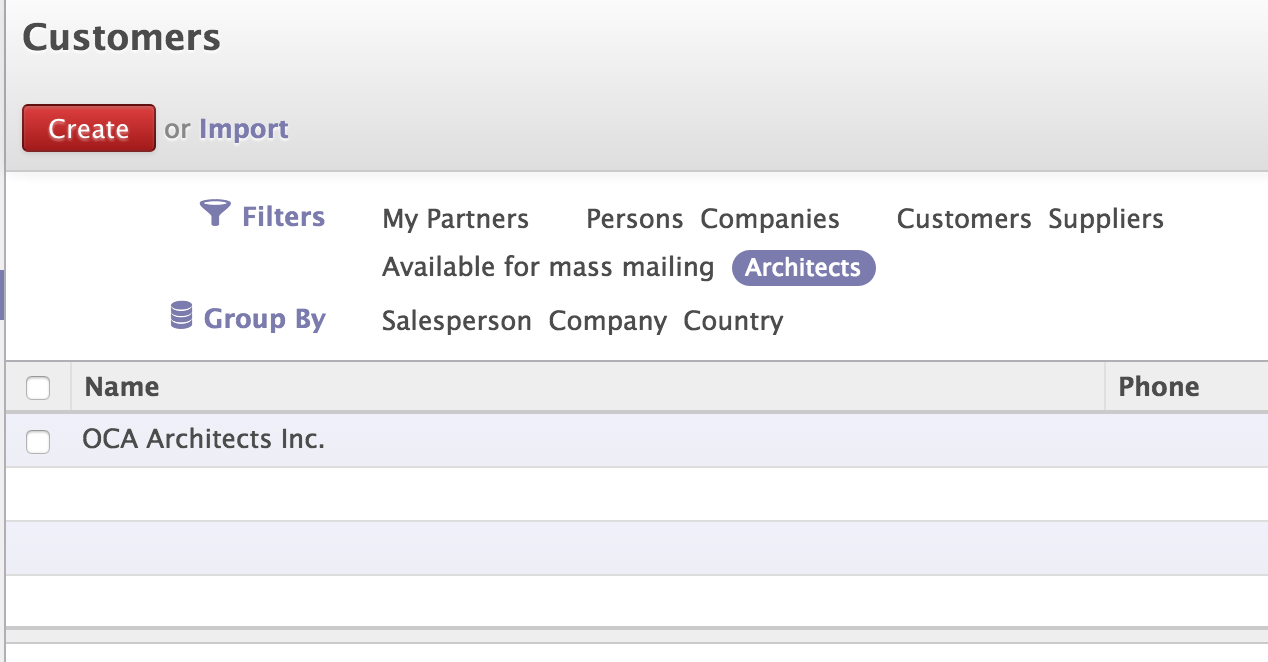 Customers
Create or Import
Filters My Partners Persons Companies Customers Suppliers
Available for mass mailing Architects
Group By Salesperson Company Country
Name Phone
OCA Architects Inc.